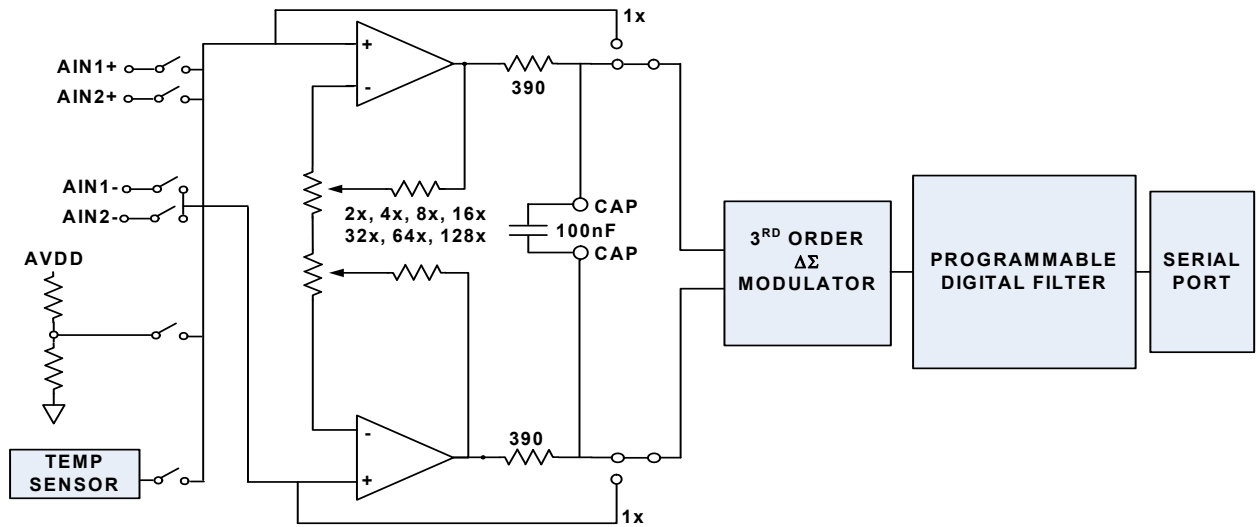 1x
AIN1+
AIN2+
+
-
390
AIN1-
AIN2-
2x, 4x, 8x, 16x
32x, 64x, 128x
CAP
100nF
CAP
AVDD
3RD ORDER
ΔΣ
MODULATOR
PROGRAMMABLE
DIGITAL FILTER
SERIAL
PORT
-
+
390
TEMP
SENSOR
1x